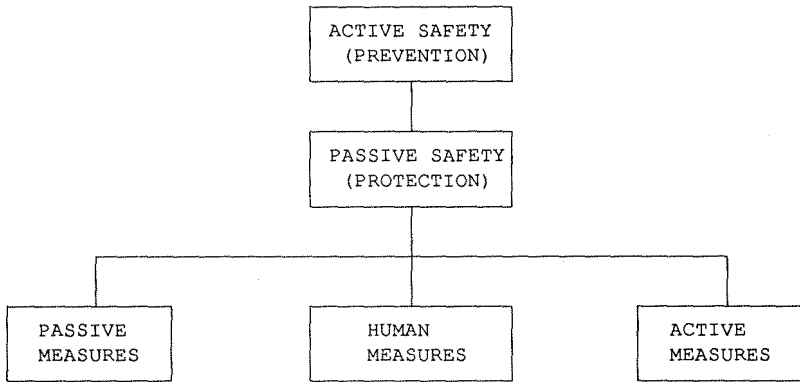 ACTIVE SAFETY
(PREVENTION)
PASSIVE SAFETY
(PROTECTION)
PASSIVE
MEASURES
HUMAN
MEASURES
ACTIVE
MEASURES